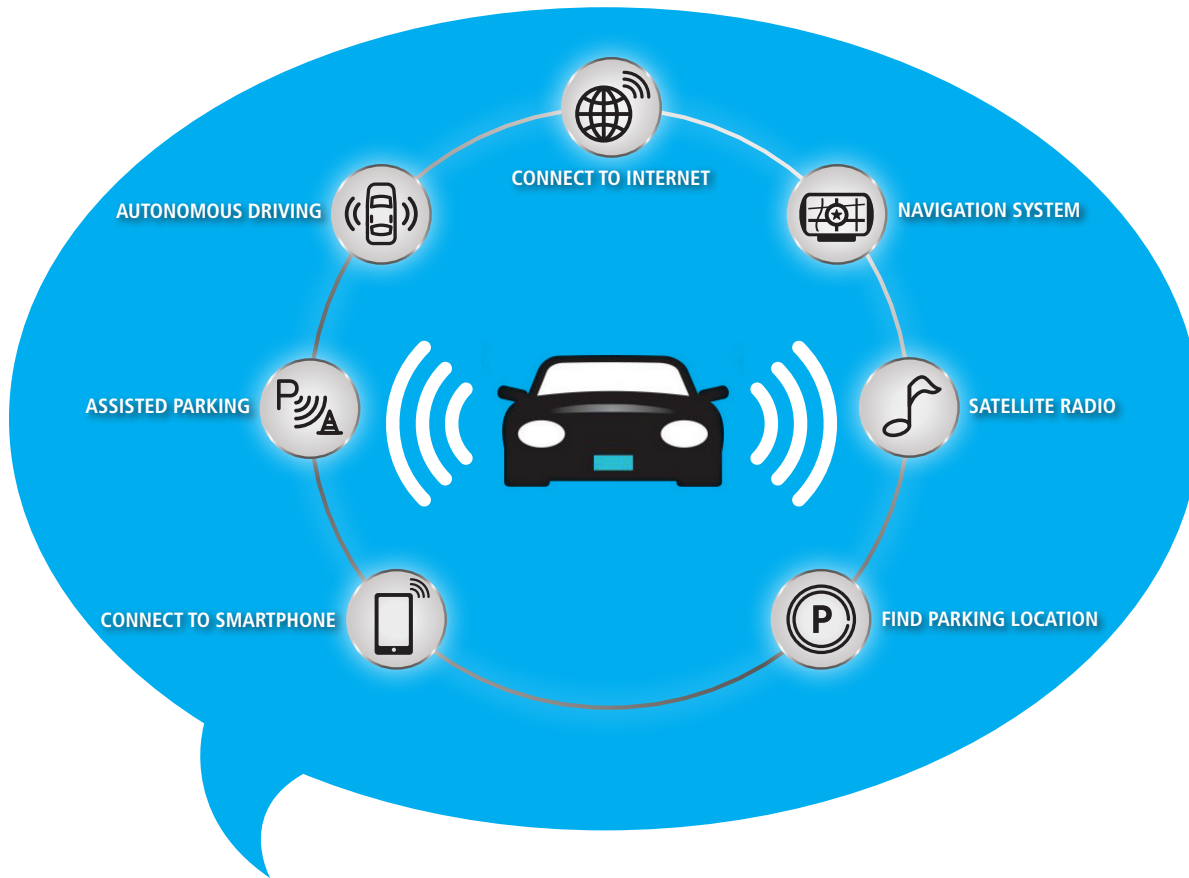 CONNECT TO INTERNET
AUTONOMOUS DRIVING
NAVIGATION SYSTEM
P
ASSISTED PARKING
SATELLITE RADIO
CONNECT TO SMARTPHONE
P
FIND PARKING LOCATION